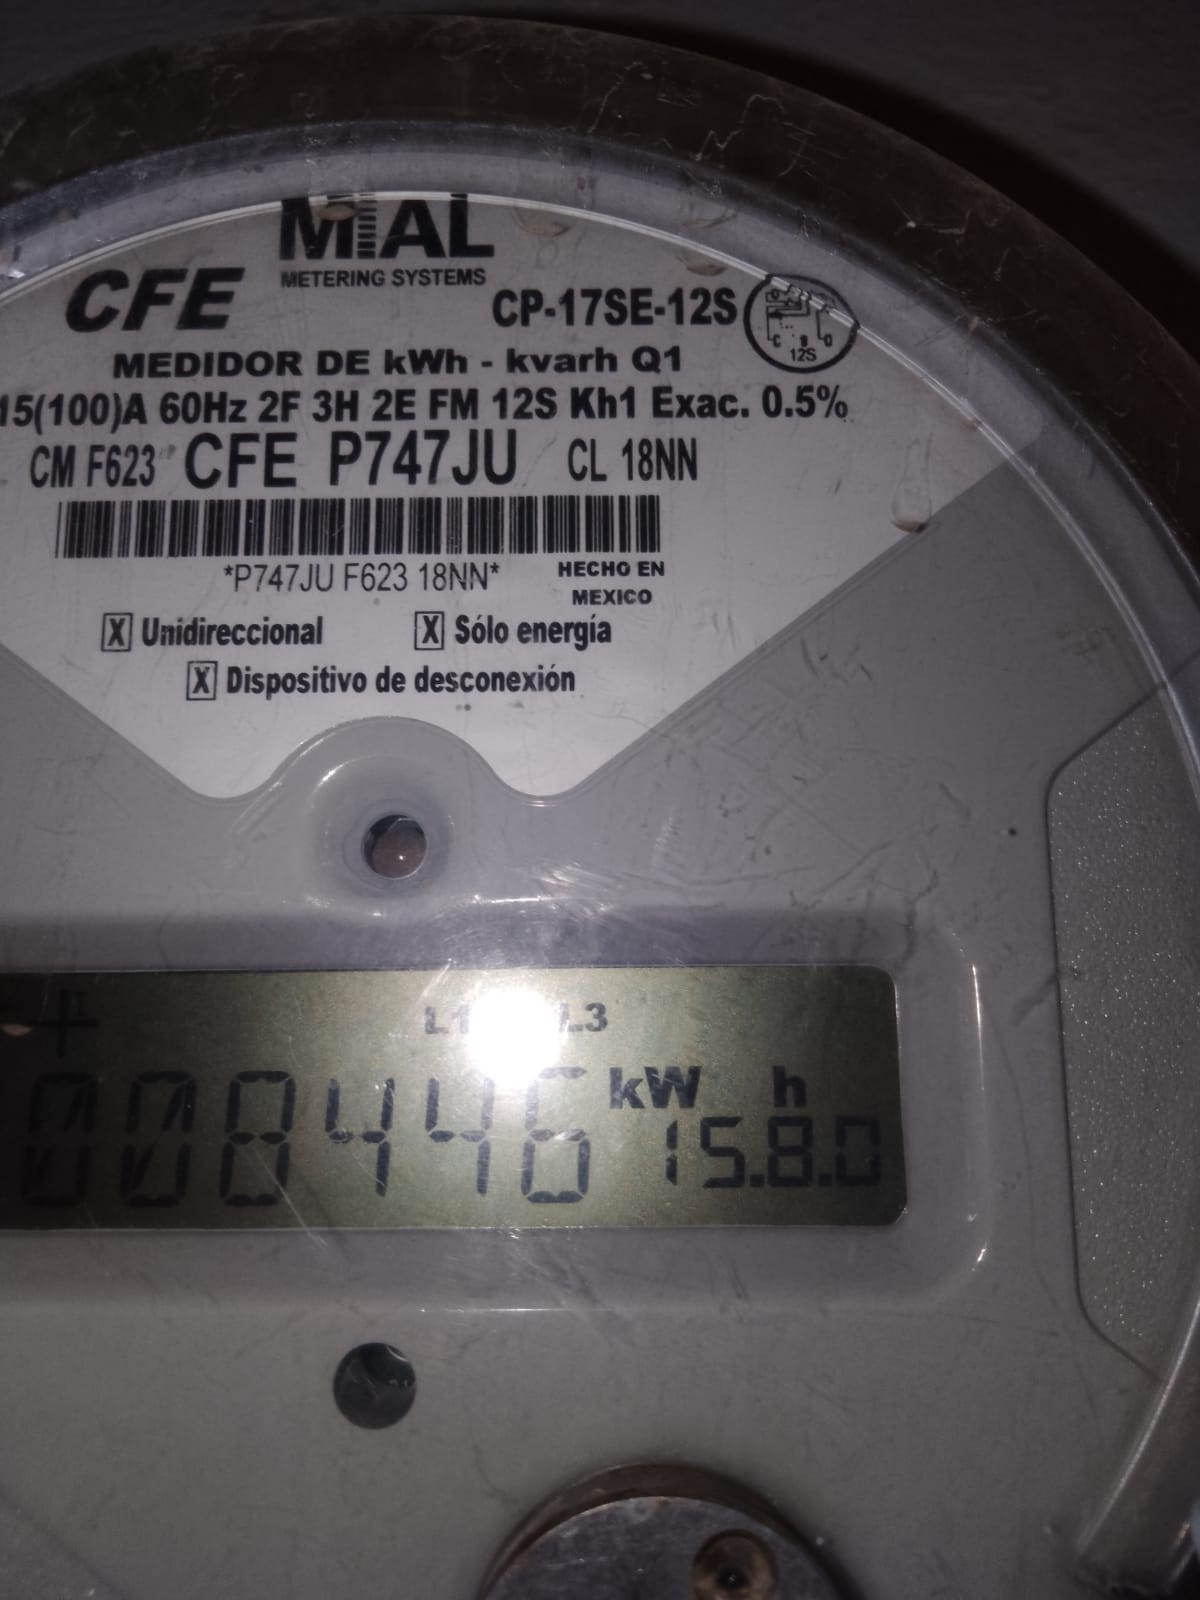 MIAL
METERING SYSTEMS
CFE
CP-17SE-12S
12S
MEDIDOR DE kWh - kvarh Q1
15(100)A 60Hz 2F 3H 2E FM 12S Kh1 Exac. 0.5%
CM F623 CFE P747JU CL 18NN
*P747JU F623 18NN*
HECHO EN
MEXICO
X Unidireccional X Sólo energía
X Dispositivo de desconexión
L1 L3
008446 kW h
15.8.0